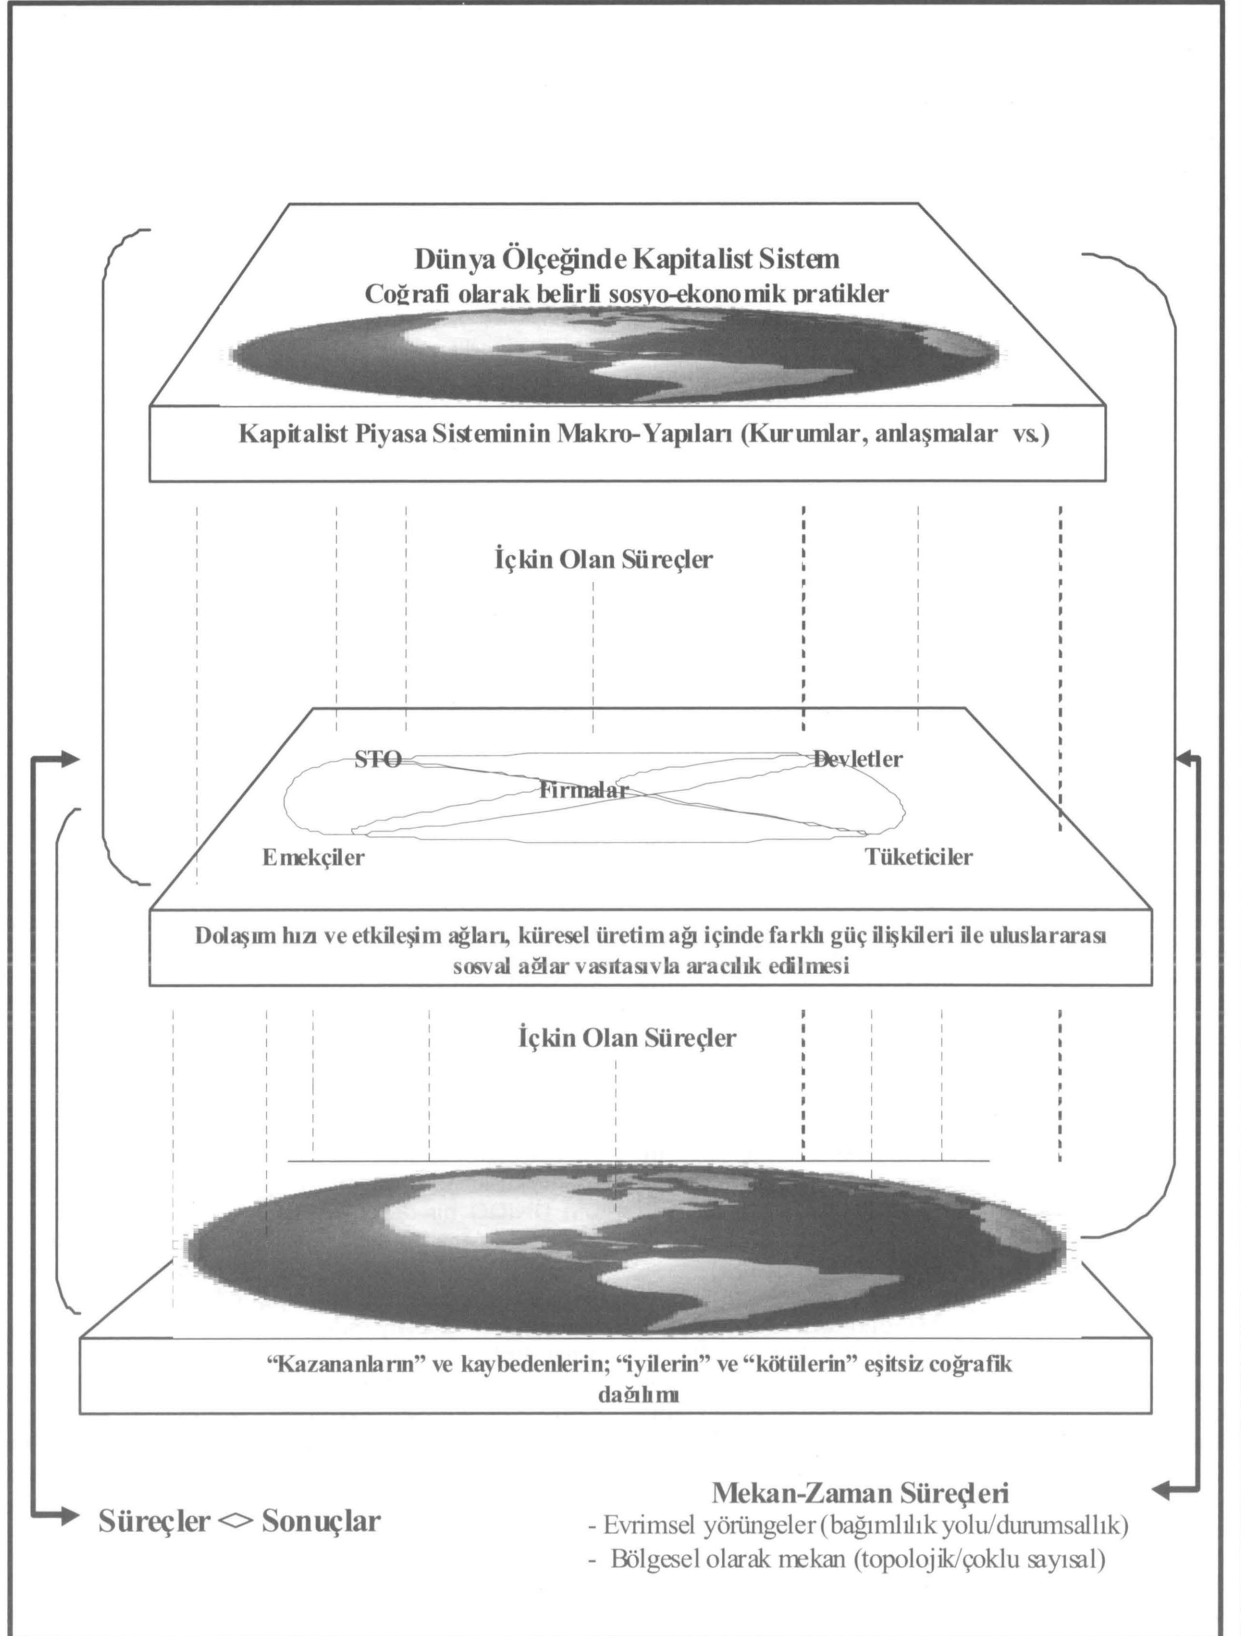 Dünya Ölçeğinde Kapitalist Sistem
Coğrafi olarak belirli sosyo-ekonomik pratikler
Kapitalist Piyasa Sisteminin Makro-Yapıları (Kurumlar, anlaşmalar vs.)
İçkin Olan Süreçler
STO
Devletler
Firmalar
Emekçiler
Tüketiciler
Dolaşım hızı ve etkileşim ağları, küresel üretim ağı içinde farklı güç ilişkileri ile uluslararası
sosyal ağlar vasıtasıyla aracılık edilmesi
İçkin Olan Süreçler
“Kazananların” ve kaybedenlerin; “iyilerin” ve “kötülerin” eşitsiz coğrafik
dağılımı
Süreçler <> Sonuçlar
Mekan-Zaman Süreçleri
- Evrimsel yörüngeler (bağımlılık yolu/durumsallık)
- Bölgesel olarak mekan (topolojik/çoklu sayısal)